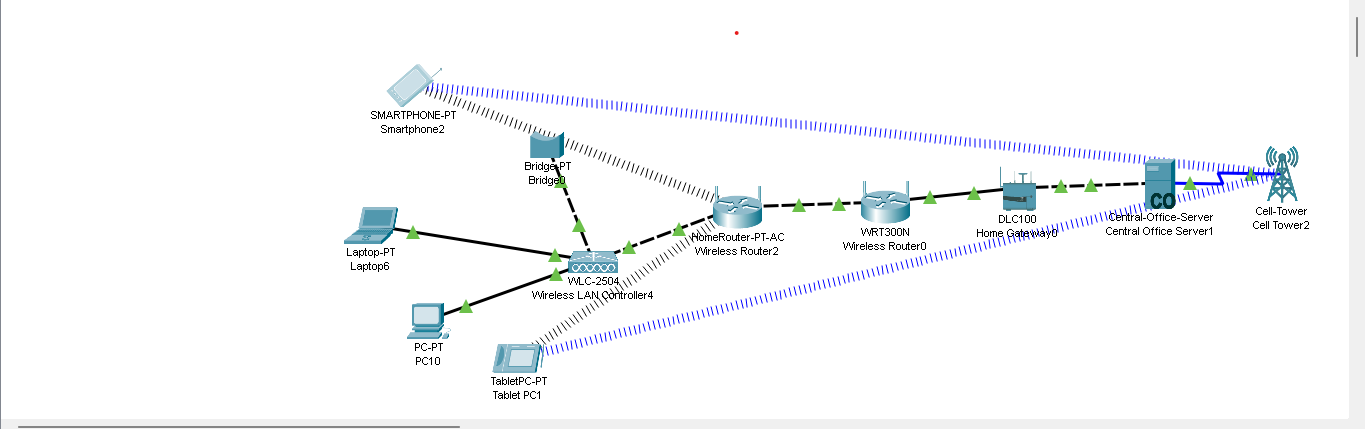 SMARTPHONE-PT
Smartphone2
Bridge-PT
Bridge0
Laptop-PT
Laptop6
WLC-2504
Wireless LAN Controller4
PC-PT
PC10
TabletPC-PT
Tablet PC1
HomeRouter-PT-AC
Wireless Router2
WRT300N
Wireless Router0
DLC100
Home Gateway0
CO
Central-Office-Server
Central Office Server1
Cell-Tower
Cell Tower2